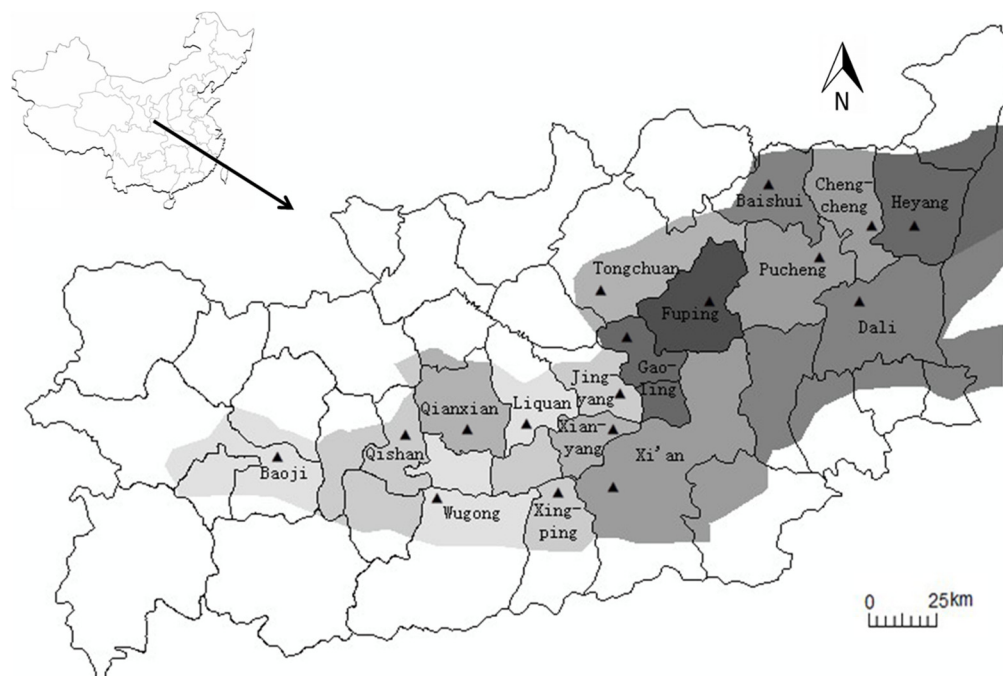 N
Cheng-
cheng
Baishui
Heyang
Tongchuan
Pucheng
Fuping
Dali
Gao-
ling
Jing-
yang
Qianxian
Liquan
Xian-
yang
Qishan
Xi'an
Baoji
Wugong
Xing-
ping
0 25km